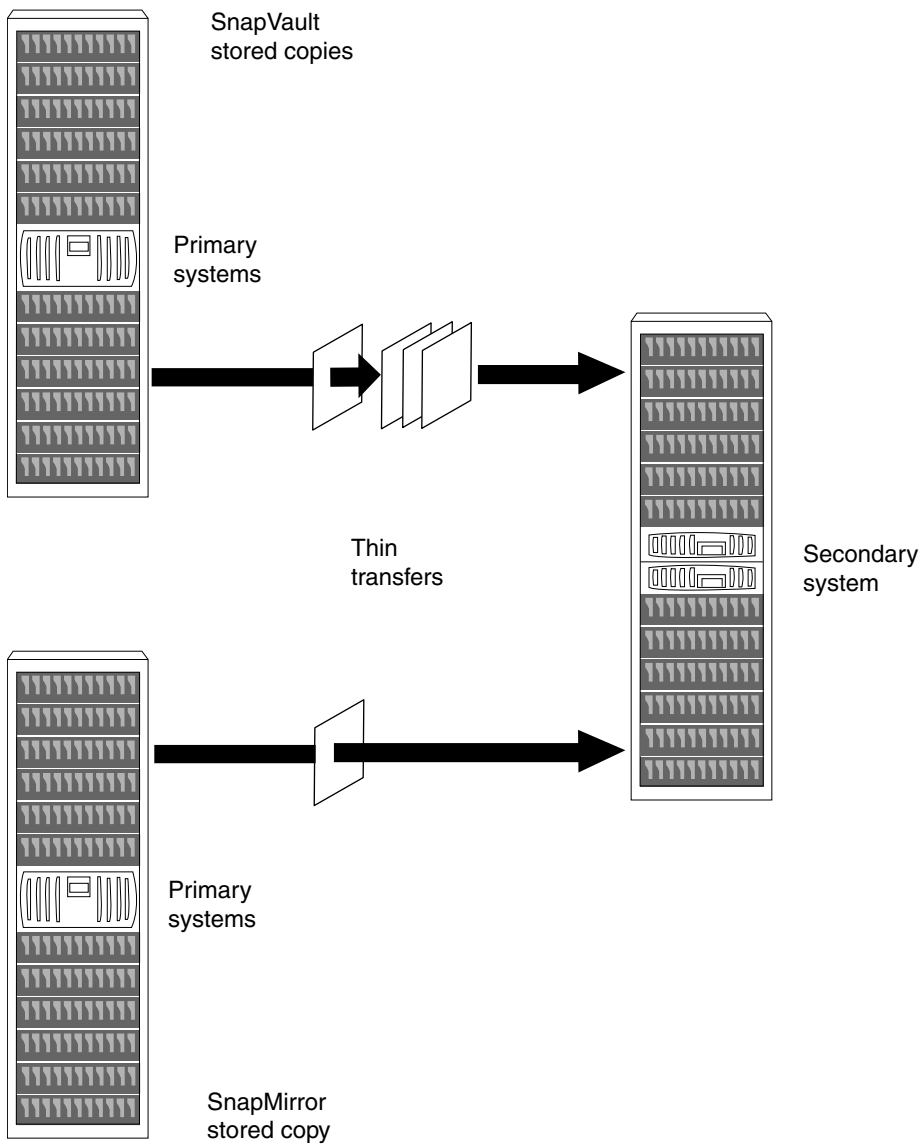 SnapVault
stored copies
Primary
systems
Thin
transfers
Secondary
system
Primary
systems
SnapMirror
stored copy